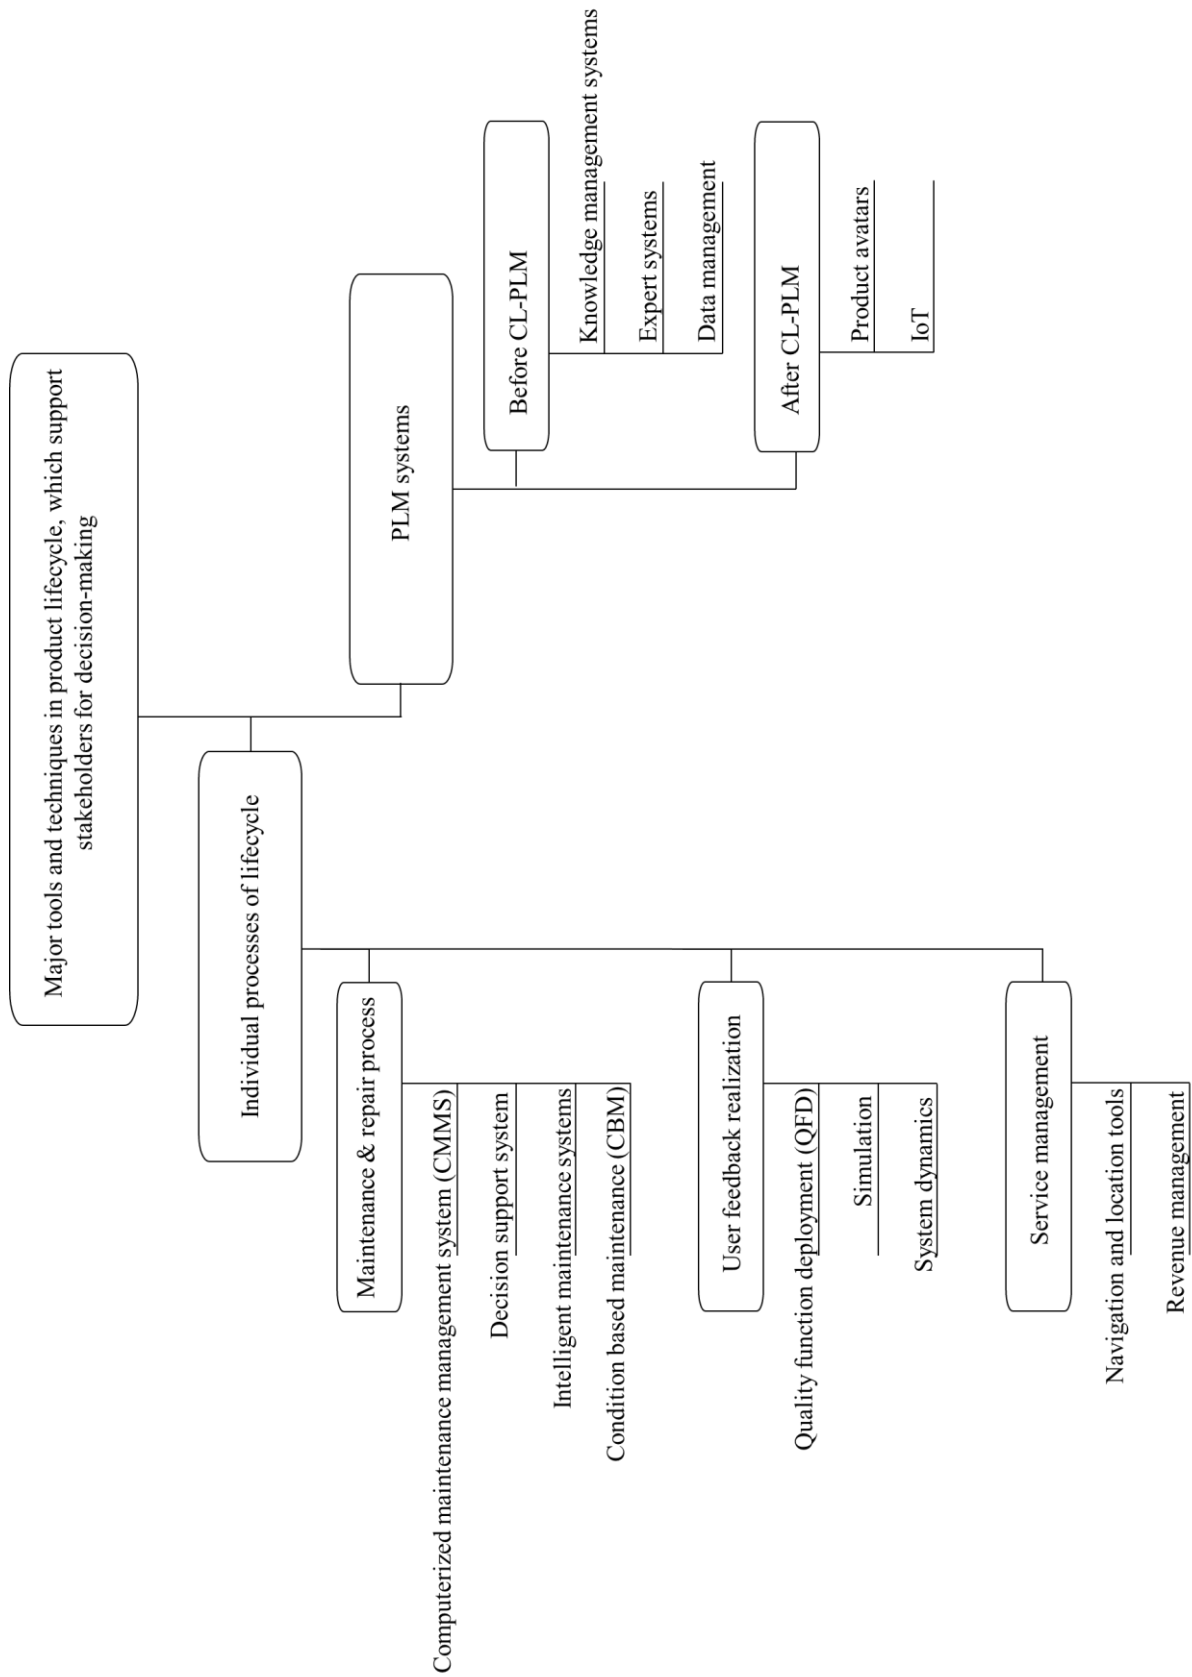 Major tools and techniques in product lifecycle, which support
stakeholders for decision-making
Individual processes of lifecycle
Maintenance & repair process
Computerized maintenance management system (CMMS)
Decision support system
Intelligent maintenance systems
Condition based maintenance (CBM)
User feedback realization
Quality function deployment (QFD)
Simulation
System dynamics
Service management
Navigation and location tools
Revenue management
PLM systems
Before CL-PLM
Knowledge management systems
Expert systems
Data management
After CL-PLM
Product avatars
IoT